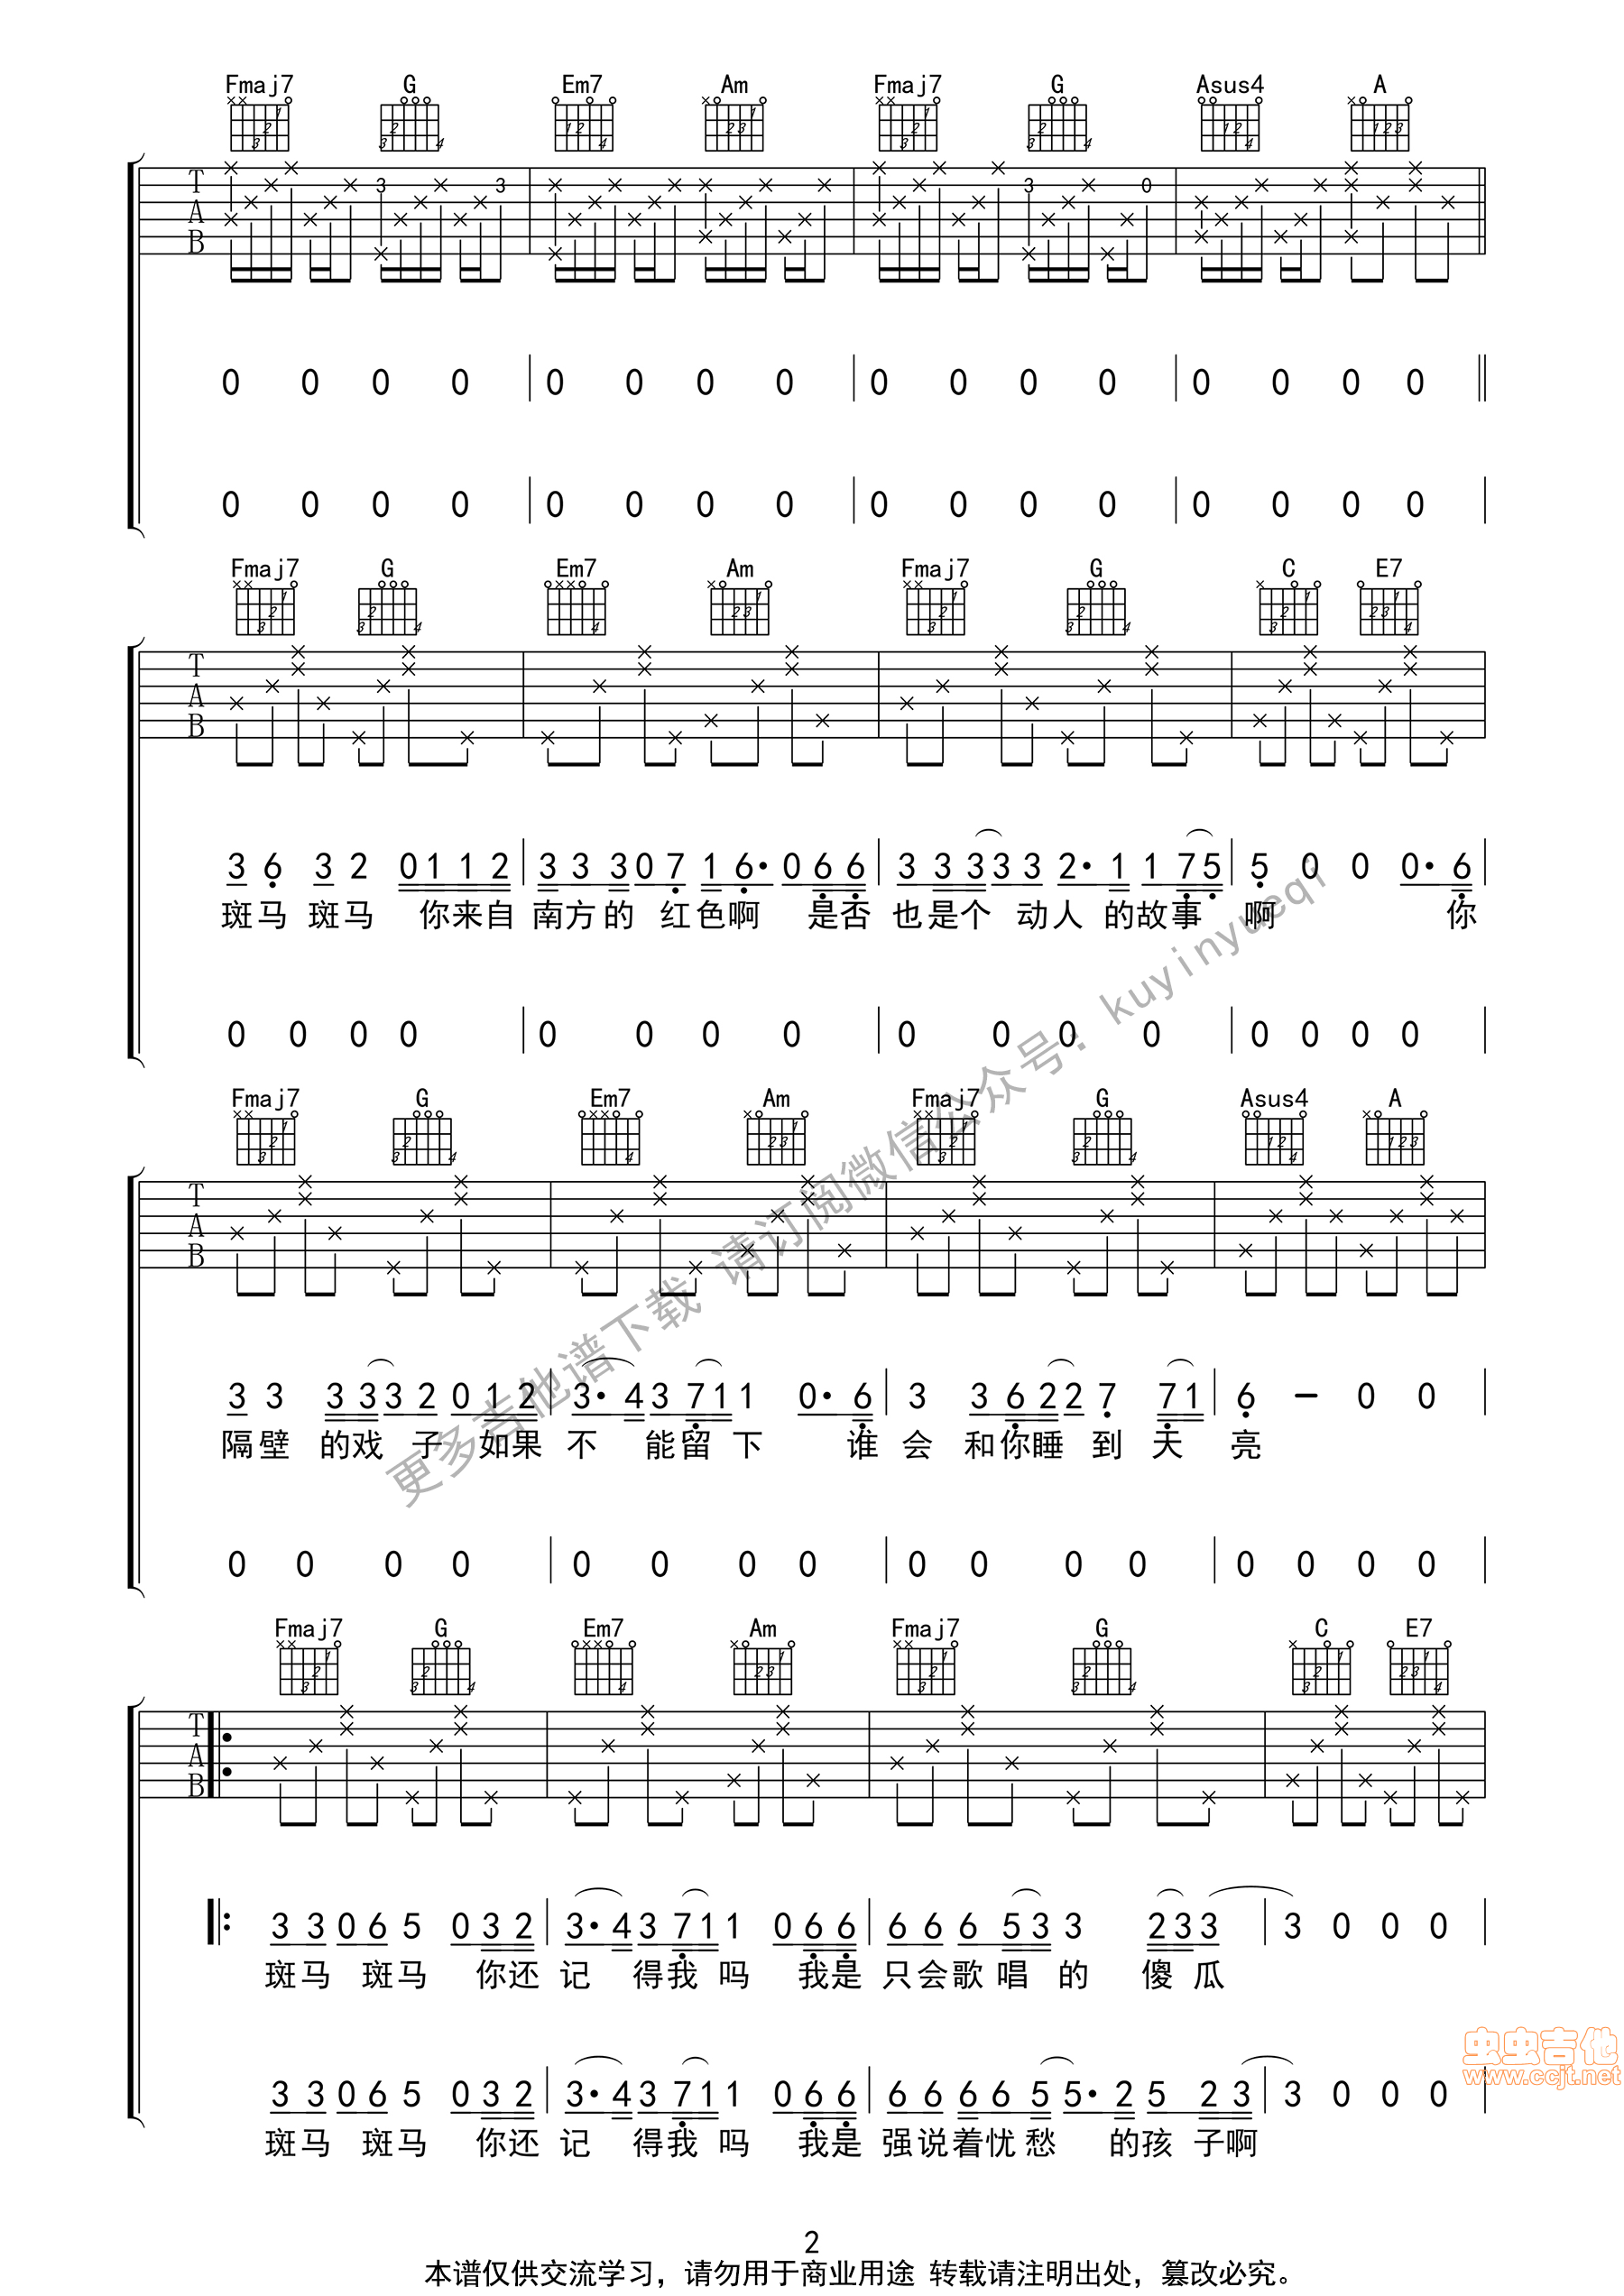 Fmaj7 G Em7 Am Fmaj7 G Asus4 A
T 3 3 3 0
A
B
0 0 0 0 0 0 0 0 0 0 0 0 0 0 0 0
0 0 0 0 0 0 0 0 0 0 0 0 0 0 0 0
Fmaj7 G Em7 Am Fmaj7 G C E7
T
A
B
3 6 3 2 0 1 1 2 3 3 3 0 7 1 6· 0 6 6 3 3 3 3 3 2· 1 1 7 5 5 0 0 0· 6
斑马 斑马 你来自 南方的 红色啊 是否 也是个 动人 的故事 啊 你
0 0 0 0 0 0 0 0 0 0 0 0 0 0 0 0
Fmaj7 G Em7 Am Fmaj7 G Asus4 A
T
A
B
3 3 3 3 3 2 0 1 2 3· 4 3 7 1 1 0· 6 3 3 6 2 2 7 7 1 6 - 0 0
隔壁 的戏 子 如果 不 能留 下 谁 会 和你睡 到 天 亮
0 0 0 0 0 0 0 0 0 0 0 0 0 0 0 0
更多吉他谱下载 请订阅微信公众号：kuyinyueqi
Fmaj7 G Em7 Am Fmaj7 G C E7
T
A
B
3 3 0 6 5 0 3 2 3· 4 3 7 1 1 0 6 6 6 6 6 5 3 3 2 3 3 3 0 0 0
斑马 斑马 你还 记 得我 吗 我是 只会歌 唱 的 傻 瓜
3 3 0 6 5 0 3 2 3· 4 3 7 1 1 0 6 6 6 6 6 6 5 5· 2 5 2 3 3 0 0 0
斑马 斑马 你还 记 得我 吗 我是 强说着忧 愁 的孩 子啊
虫虫吉他
www.ccjt.net
2
本谱仅供交流学习，请勿用于商业用途 转载请注明出处，篡改必究。